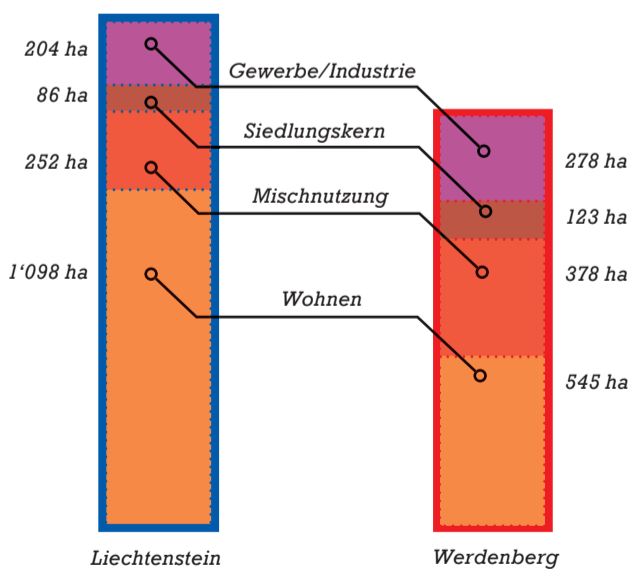 204 ha
86 ha
252 ha
1'098 ha
Gewerbe/Industrie
Siedlungskern
Mischnutzung
Wohnen
278 ha
123 ha
378 ha
545 ha
Liechtenstein
Werdenberg